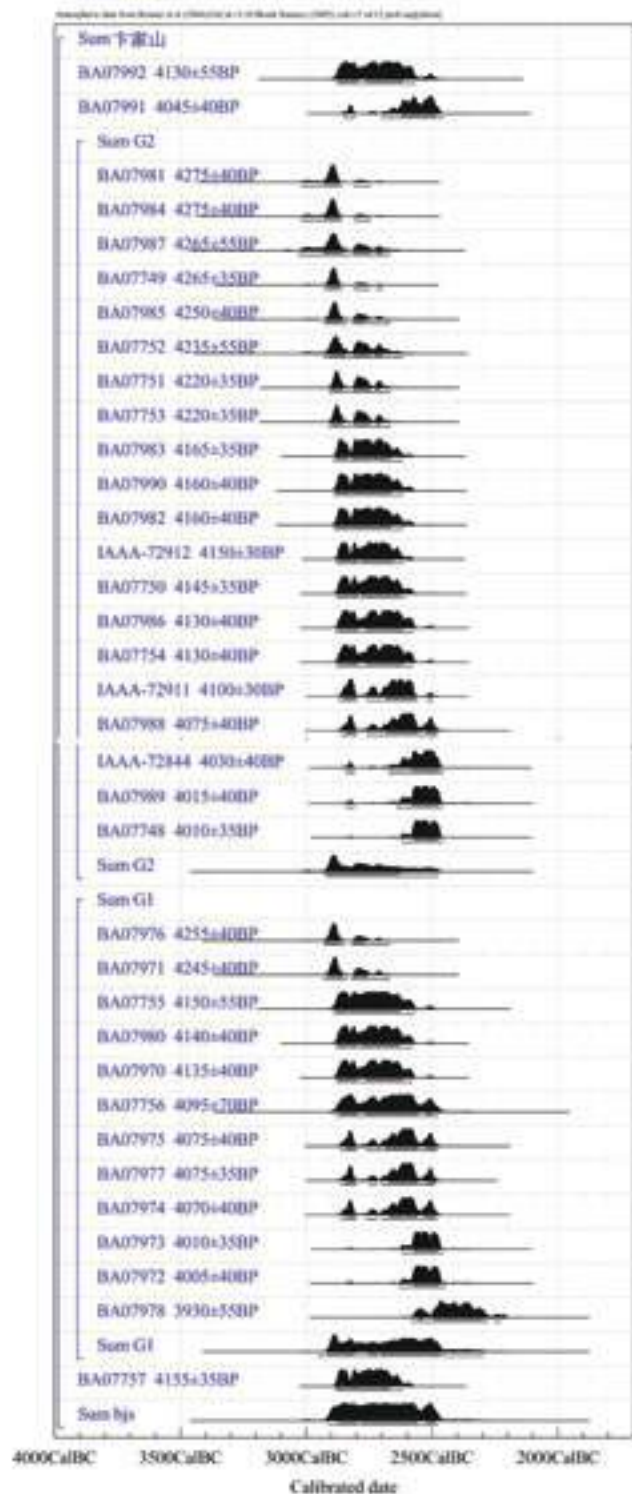 Sum 卞家山
BA07992 4130±55BP
BA07991 4045±40BP
Sum G2
BA07981 4275±40BP
BA07984 4275±40BP
BA07987 4265±55BP
BA07749 4265±35BP
BA07985 4250±40BP
BA07752 4235±55BP
BA07751 4220±35BP
BA07753 4220±35BP
BA07983 4165±35BP
BA07990 4160±40BP
BA07982 4160±40BP
IAAA-72912 4150±30BP
BA07750 4145±35BP
BA07986 4130±40BP
BA07754 4130±40BP
IAAA-72911 4100±30BP
BA07988 4075±40BP
IAAA-72844 4030±40BP
BA07989 4015±40BP
BA07748 4010±35BP
Sum G2
Sum G1
BA07976 4255±40BP
BA07971 4245±40BP
BA07755 4150±55BP
BA07980 4140±40BP
BA07970 4135±40BP
BA07756 4095±70BP
BA07975 4075±40BP
BA07977 4075±35BP
BA07974 4070±40BP
BA07973 4010±35BP
BA07972 4005±40BP
BA07978 3930±55BP
Sum G1
BA07757 4155±35BP
Sum bjs
4000CalBC 3500CalBC 3000CalBC 2500CalBC 2000CalBC
Calibrated date